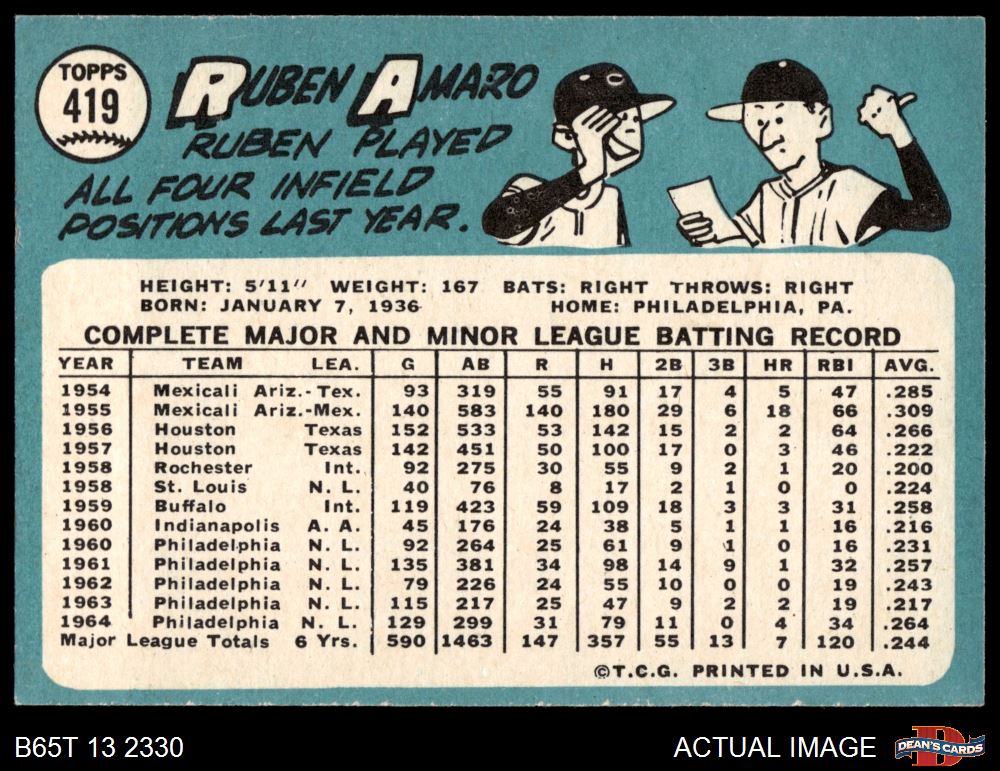 TOPPS
419
RUBEN AMARO
RUBEN PLAYED
ALL FOUR INFIELD
POSITIONS LAST YEAR.
C
HEIGHT: 5'11" WEIGHT: 167 BATS: RIGHT THROWS: RIGHT
BORN: JANUARY 7, 1936 HOME: PHILADELPHIA, PA.
COMPLETE MAJOR AND MINOR LEAGUE BATTING RECORD
YEAR TEAM LEA. G AB R H 2B 3B HR RBI AVG.
1954 Mexicali Ariz.-Tex. 93 319 55 91 17 4 5 47 .285
1955 Mexicali Ariz.-Mex. 140 583 140 180 29 6 18 66 .309
1956 Houston Texas 152 533 53 142 15 2 2 64 .266
1957 Houston Texas 142 451 50 100 17 0 3 46 .222
1958 Rochester Int. 92 275 30 55 9 2 1 20 .200
1958 St. Louis N. L. 40 76 8 17 2 1 0 0 .224
1959 Buffalo Int. 119 423 59 109 18 3 3 31 .258
1960 Indianapolis A. A. 45 176 24 38 5 1 1 16 .216
1960 Philadelphia N. L. 92 264 25 61 9 1 0 16 .231
1961 Philadelphia N. L. 135 381 34 98 14 9 1 32 .257
1962 Philadelphia N. L. 79 226 24 55 10 0 0 19 .243
1963 Philadelphia N. L. 115 217 25 47 9 2 2 19 .217
1964 Philadelphia N. L. 129 299 31 79 11 0 4 34 .264
Major League Totals 6 Yrs. 590 1463 147 357 55 13 7 120 .244
©T.C.G. PRINTED IN U.S.A.
B65T 13 2330 ACTUAL IMAGE D DEAN'S CARDS